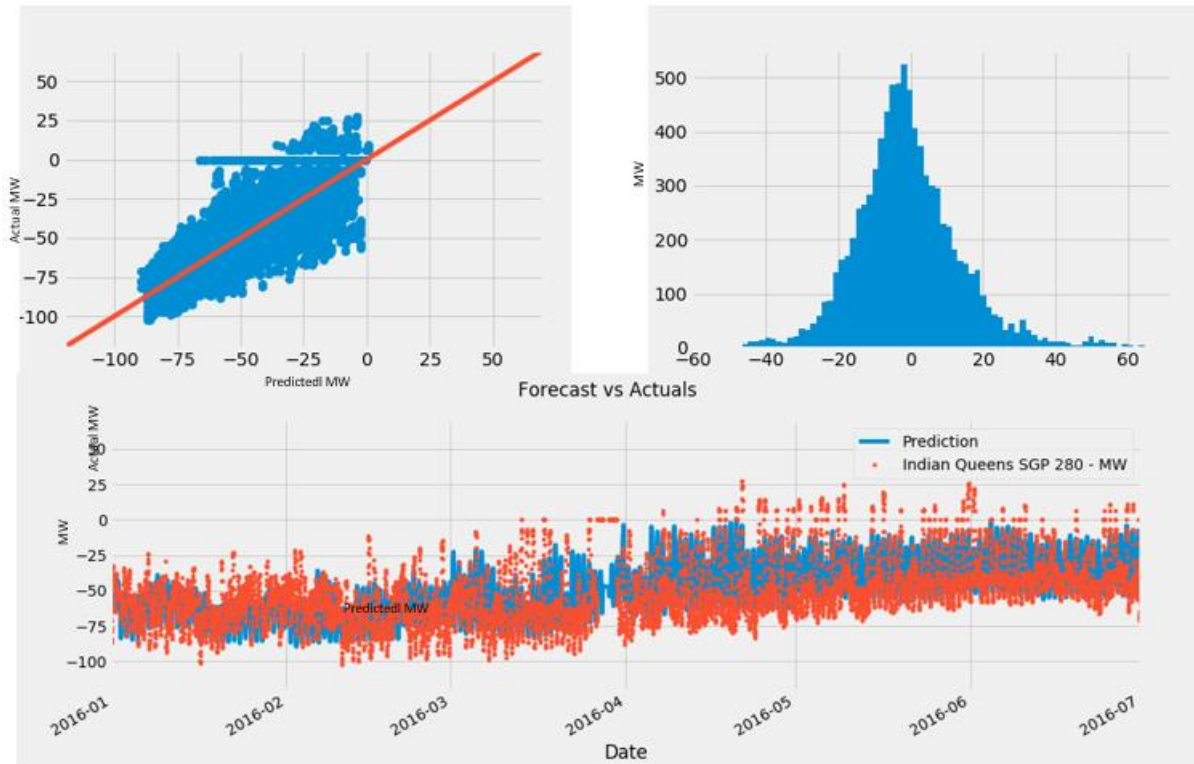 50
25
0
−25
−50
−75
-100
Actual MW
−100 −75 −50 −25 0 25 50
Predictedl MW
500
400
300
200
100
0
MW
−60 −40 −20 0 20 40 60
Forecast vs Actuals
Actual MW
50
25
0
−25
−50
−75
−100
MW
Prediction
Indian Queens SGP 280 - MW
Predictedl MW
2016-01 2016-02 2016-03 2016-04 2016-05 2016-06 2016-07
Date